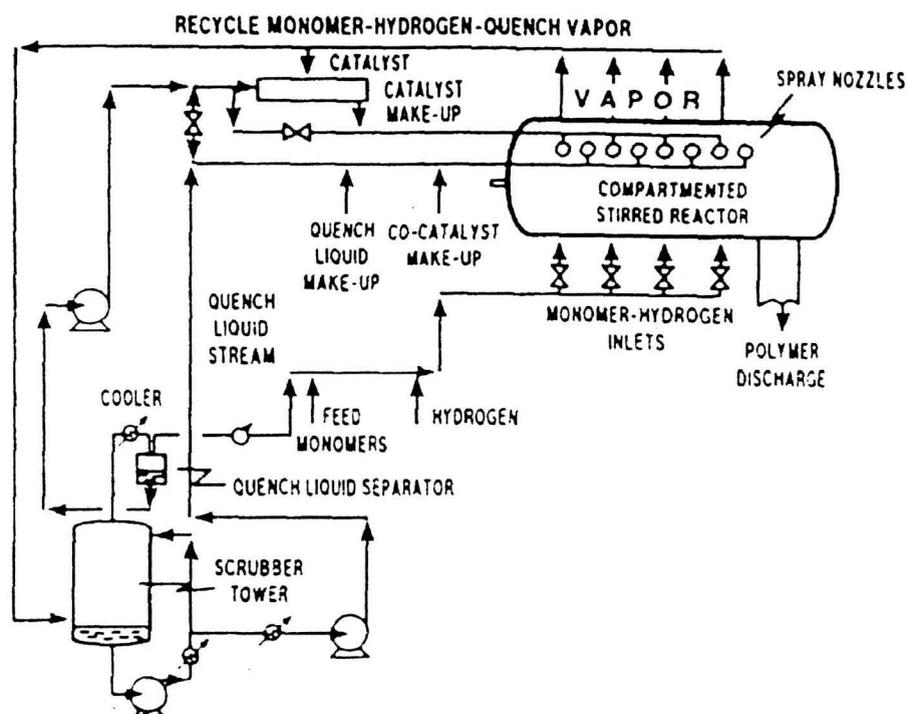 RECYCLE MONOMER-HYDROGEN-QUENCH VAPOR
CATALYST
CATALYST
MAKE-UP
SPRAY NOZZLES
VAPOR
COMPARTMENTED
STIRRED REACTOR
QUENCH
LIQUID
MAKE-UP
CO-CATALYST
MAKE-UP
QUENCH
LIQUID
STREAM
MONOMER-HYDROGEN
INLETS
POLYMER
DISCHARGE
COOLER
FEED
MONOMERS
HYDROGEN
QUENCH LIQUID SEPARATOR
SCRUBBER
TOWER